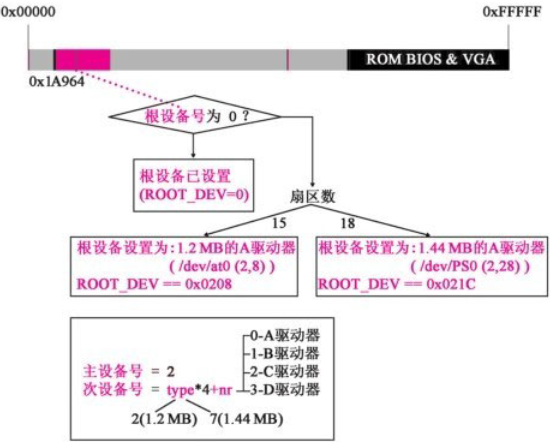 0x00000
0xFFFFF
ROM BIOS & VGA
0x1A964
根设备号为 0 ?
根设备已设置
(ROOT_DEV=0)
扇区数
15
18
根设备设置为:1.2 MB的A驱动器
( /dev/at0 (2,8) )
ROOT_DEV == 0x0208
根设备设置为:1.44 MB的A驱动器
( /dev/PS0 (2,28) )
ROOT_DEV == 0x021C
主设备号 = 2
次设备号 = type*4+nr
0-A驱动器
1-B驱动器
2-C驱动器
3-D驱动器
2(1.2 MB)
7(1.44 MB)